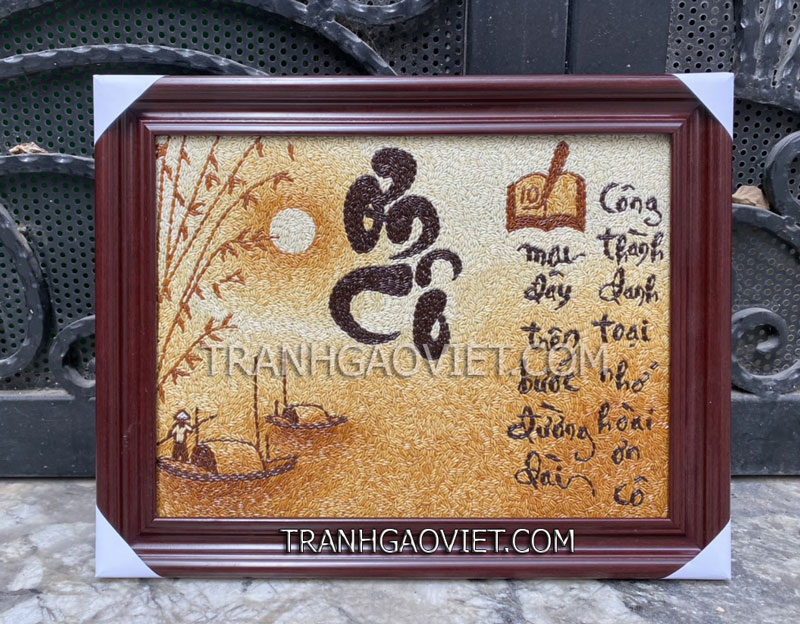 Ơn
Cô
10
mai đây trên bước đường dài
Công thành danh toại nhớ hoài ơn cô
TRANHGAOVIET.COM
TRANHGAOVIET.COM